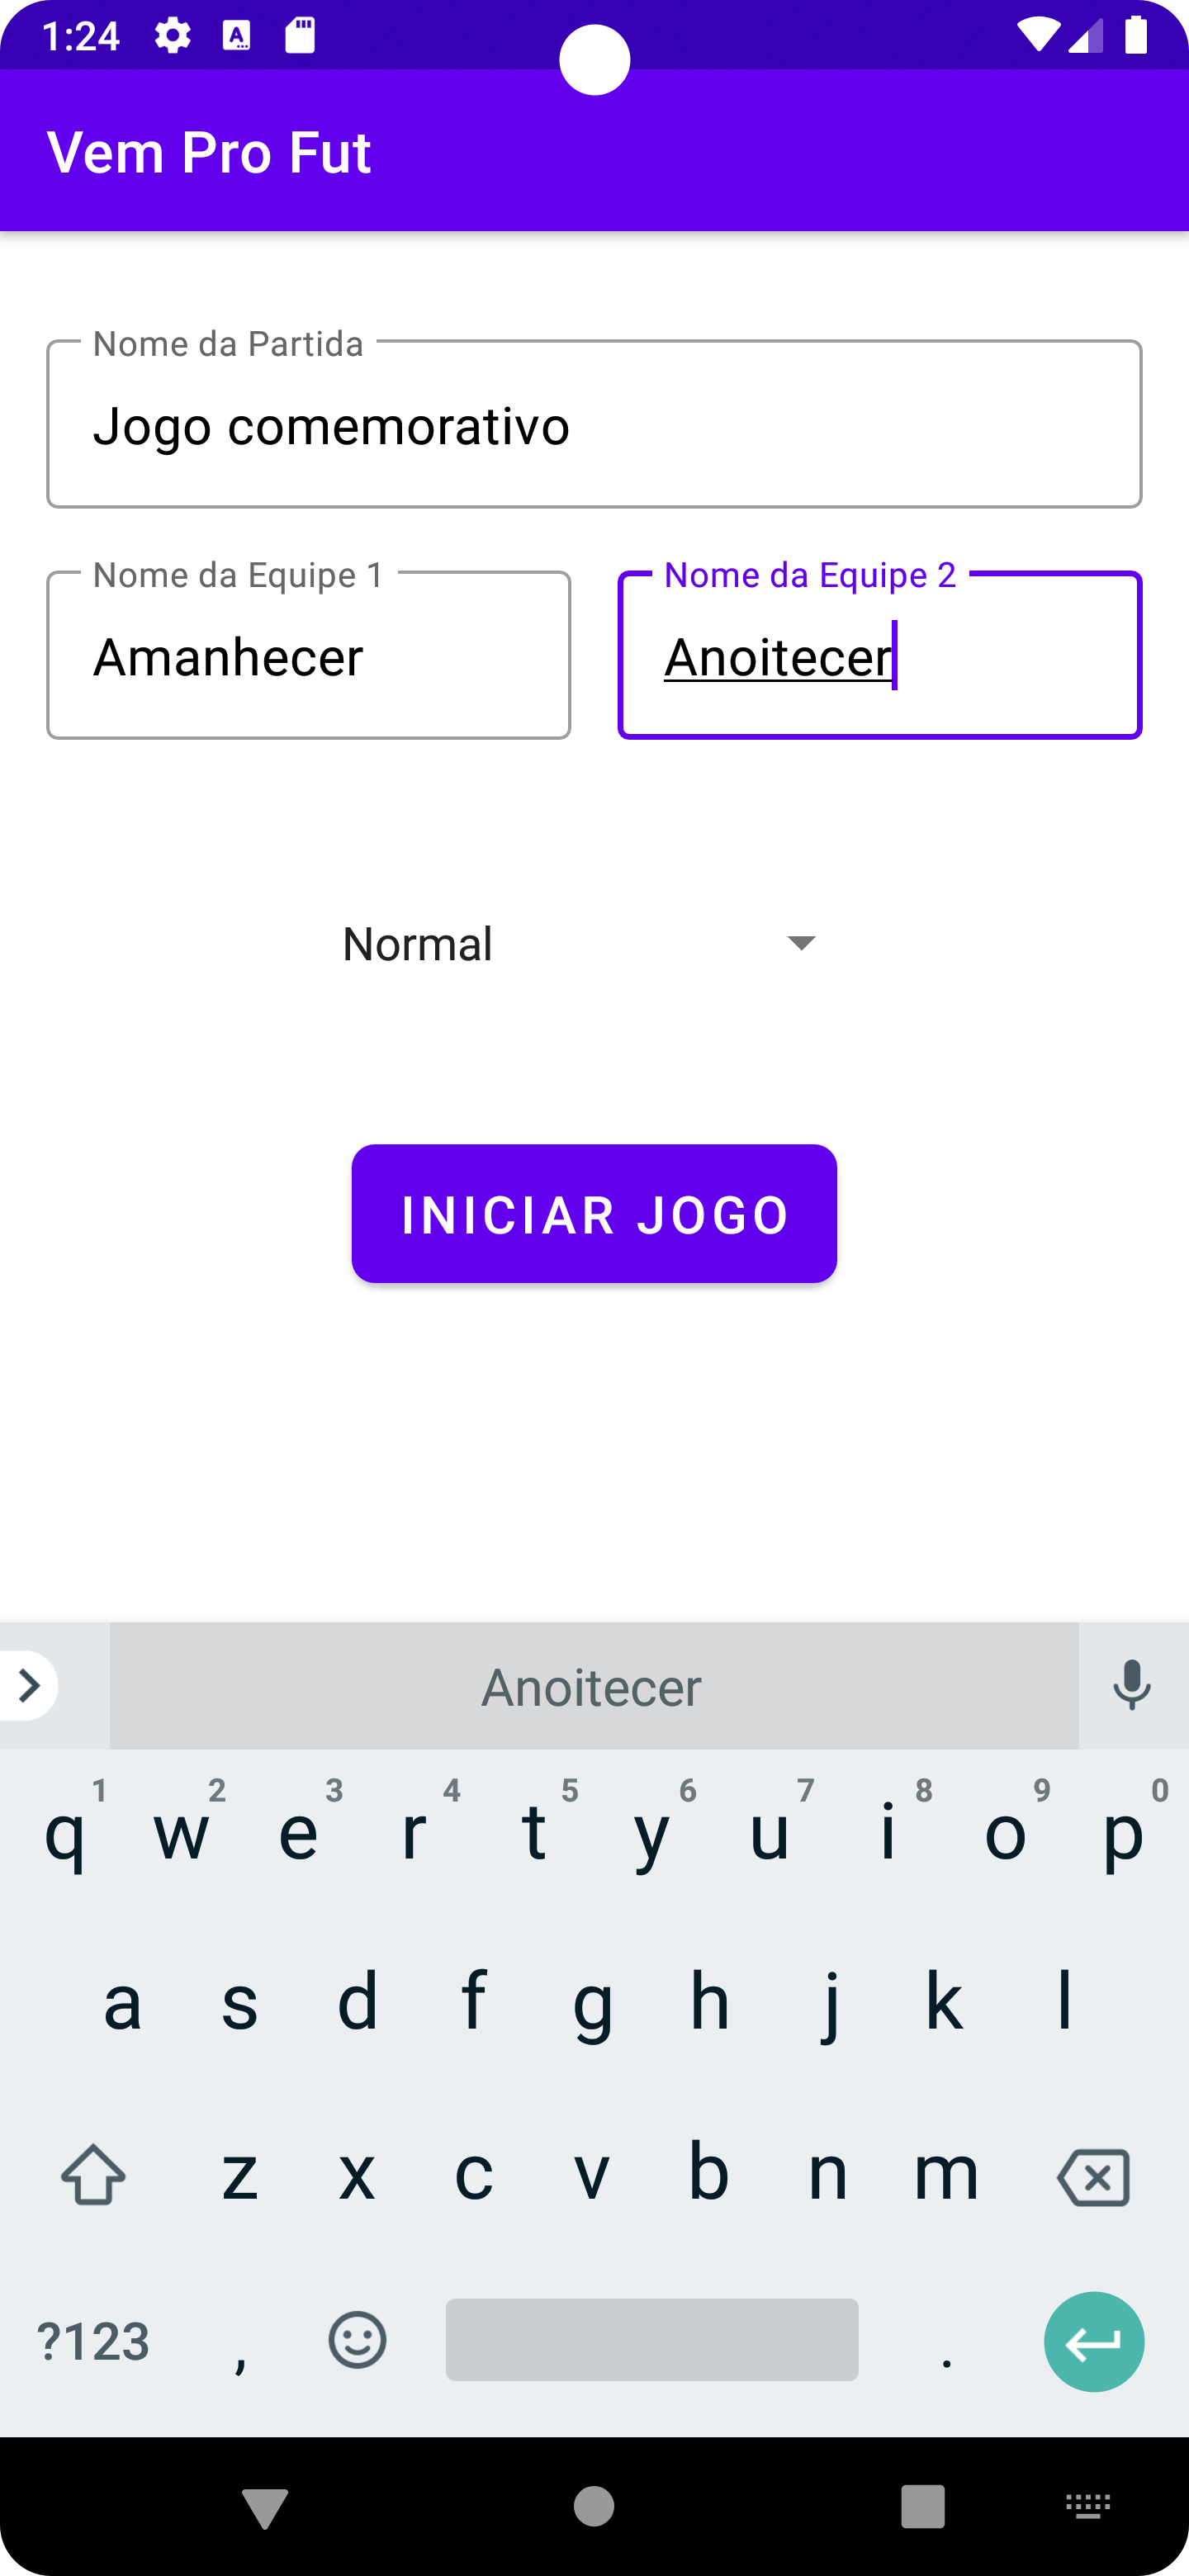 1:24
Vem Pro Fut
Nome da Partida
Jogo comemorativo
Nome da Equipe 1 Nome da Equipe 2
Amanhecer Anoitecer
Normal
INICIAR JOGO
Anoitecer
1 2 3 4 5 6 7 8 9 0
q w e r t y u i o p
a s d f g h j k l
z x c v b n m
?123 , .